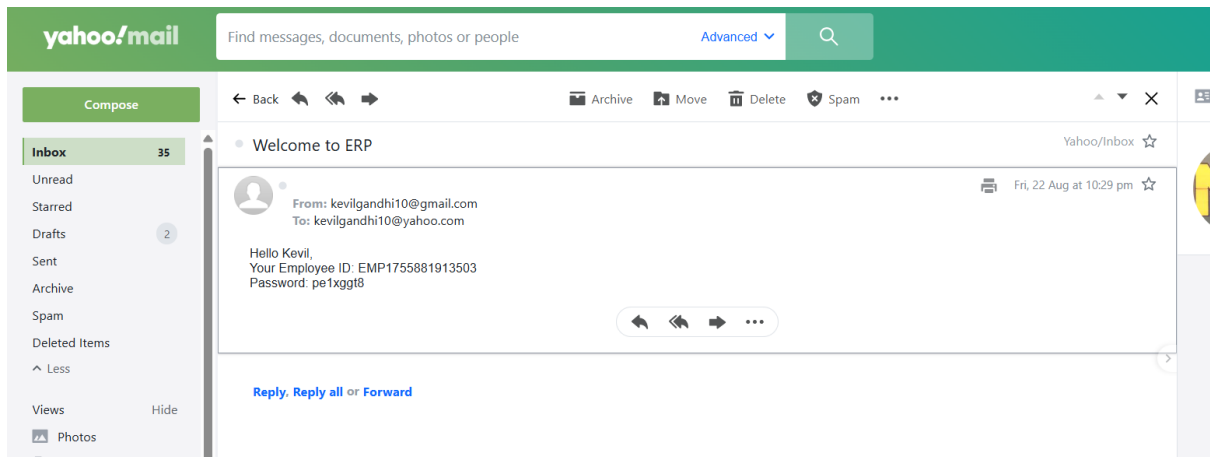 yahoo!mail
Find messages, documents, photos or people
Advanced
Compose
Back
Archive
Move
Delete
Spam
Inbox 35
Unread
Starred
Drafts 2
Sent
Archive
Spam
Deleted Items
Less
Views Hide
Photos
Welcome to ERP
Yahoo/Inbox
Fri, 22 Aug at 10:29 pm
From: kevilgandhi10@gmail.com
To: kevilgandhi10@yahoo.com
Hello Kevil,
Your Employee ID: EMP1755881913503
Password: pe1xggt8
Reply, Reply all or Forward